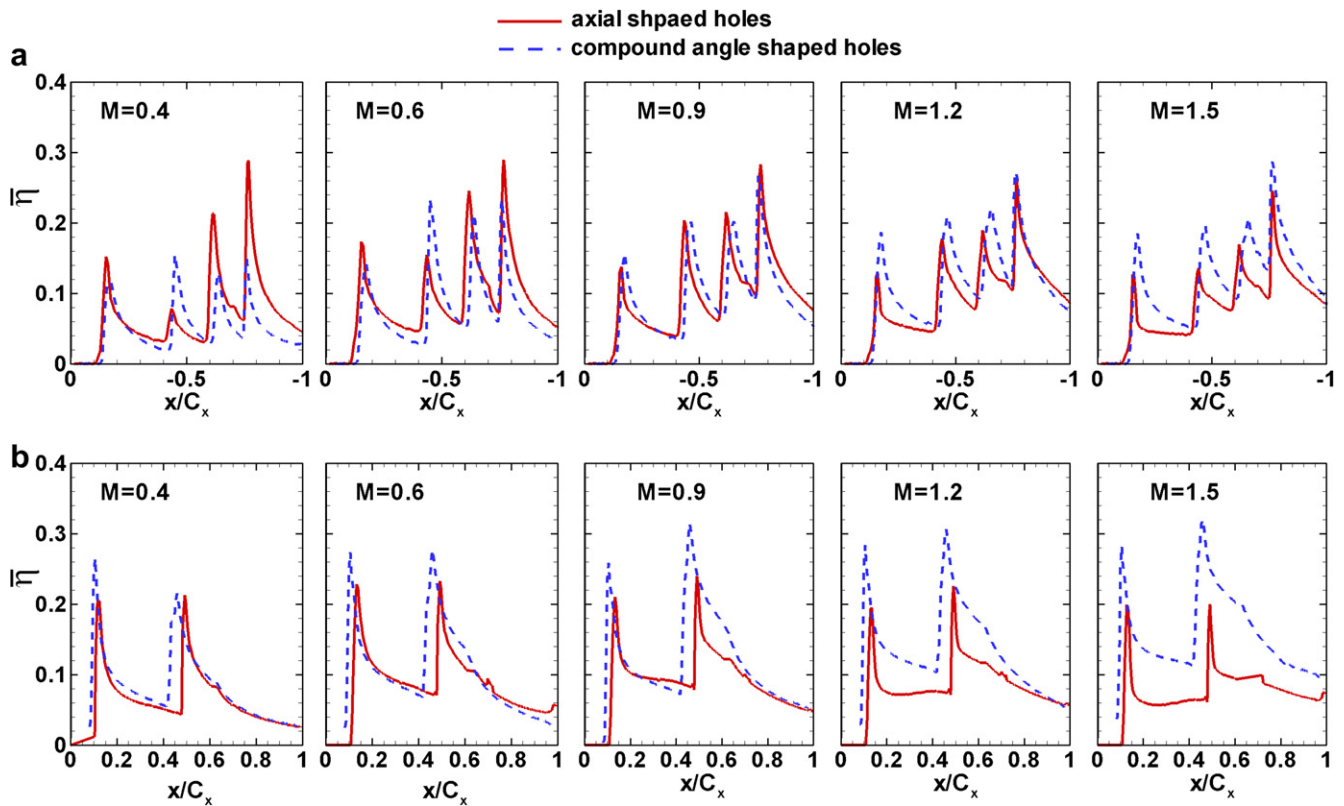 axial shpaed holes
compound angle shaped holes
a
M=0.4 M=0.6 M=0.9 M=1.2 M=1.5
0.4
0.3
0.2
0.1
0
η̅
0 -0.5 -1 0 -0.5 -1 0 -0.5 -1 0 -0.5 -1 0 -0.5 -1
x/Cₓ x/Cₓ x/Cₓ x/Cₓ x/Cₓ
b
M=0.4 M=0.6 M=0.9 M=1.2 M=1.5
0.4
0.3
0.2
0.1
0
η̅
0 0.2 0.4 0.6 0.8 1 0.2 0.4 0.6 0.8 1 0.2 0.4 0.6 0.8 1 0.2 0.4 0.6 0.8 1 0.2 0.4 0.6 0.8 1
x/Cₓ x/Cₓ x/Cₓ x/Cₓ x/Cₓ